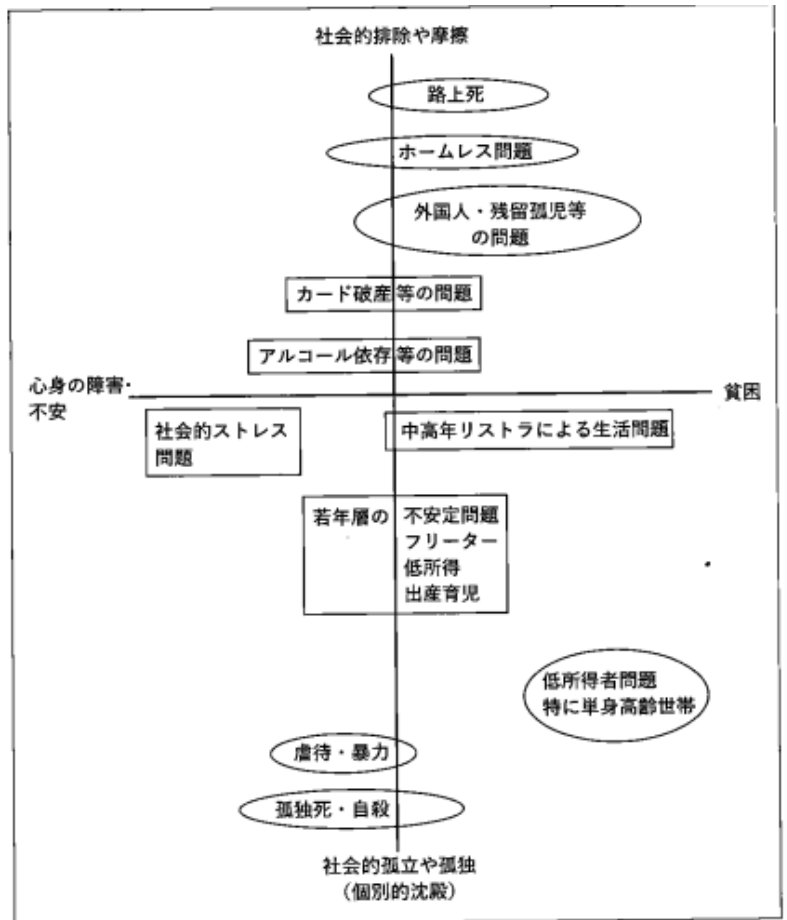 社会的排除や摩擦
路上死
ホームレス問題
外国人・残留孤児等
の問題
カード破産等の問題
アルコール依存等の問題
心身の障害・
不安
貧困
社会的ストレス
問題
中高年リストラによる生活問題
若年層の 不安定問題
フリーター
低所得
出産育児
低所得者問題
特に単身高齢世帯
虐待・暴力
孤独死・自殺
社会的孤立や孤独
(個別的沈殿)